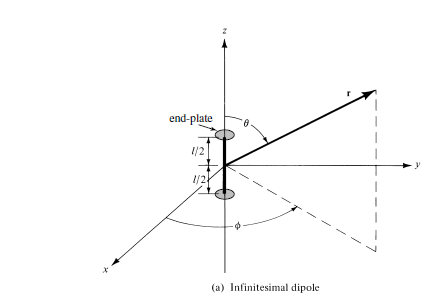 z
r
end-plate
θ
l/2
y
l/2
ϕ
x
(a) Infinitesimal dipole